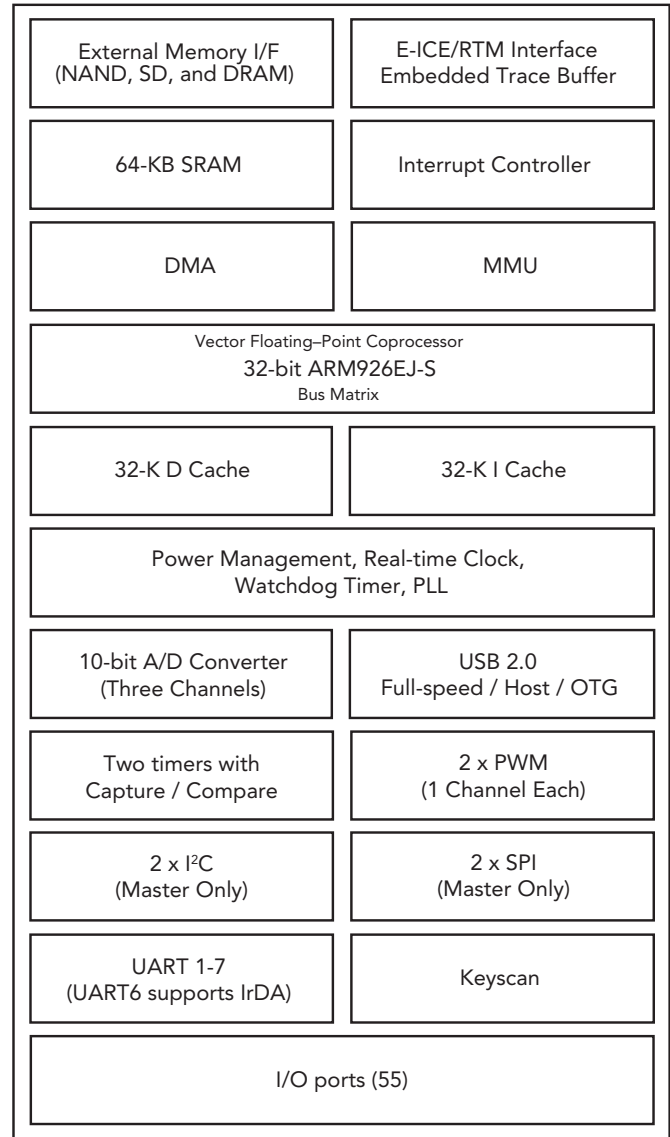 External Memory I/F
(NAND, SD, and DRAM)
E-ICE/RTM Interface
Embedded Trace Buffer
64-KB SRAM
Interrupt Controller
DMA
MMU
Vector Floating–Point Coprocessor
32-bit ARM926EJ-S
Bus Matrix
32-K D Cache
32-K I Cache
Power Management, Real-time Clock,
Watchdog Timer, PLL
10-bit A/D Converter
(Three Channels)
USB 2.0
Full-speed / Host / OTG
Two timers with
Capture / Compare
2 x PWM
(1 Channel Each)
2 x I²C
(Master Only)
2 x SPI
(Master Only)
UART 1-7
(UART6 supports IrDA)
Keyscan
I/O ports (55)